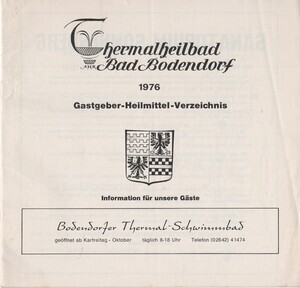 Thermalheilbad
Bad Bodendorf
1976
Gastgeber-Heilmittel-Verzeichnis
Information für unsere Gäste
Bodendorfer Thermal-Schwimmbad
geöffnet ab Karfreitag - Oktober täglich 8-18 Uhr Telefon (02642) 41474